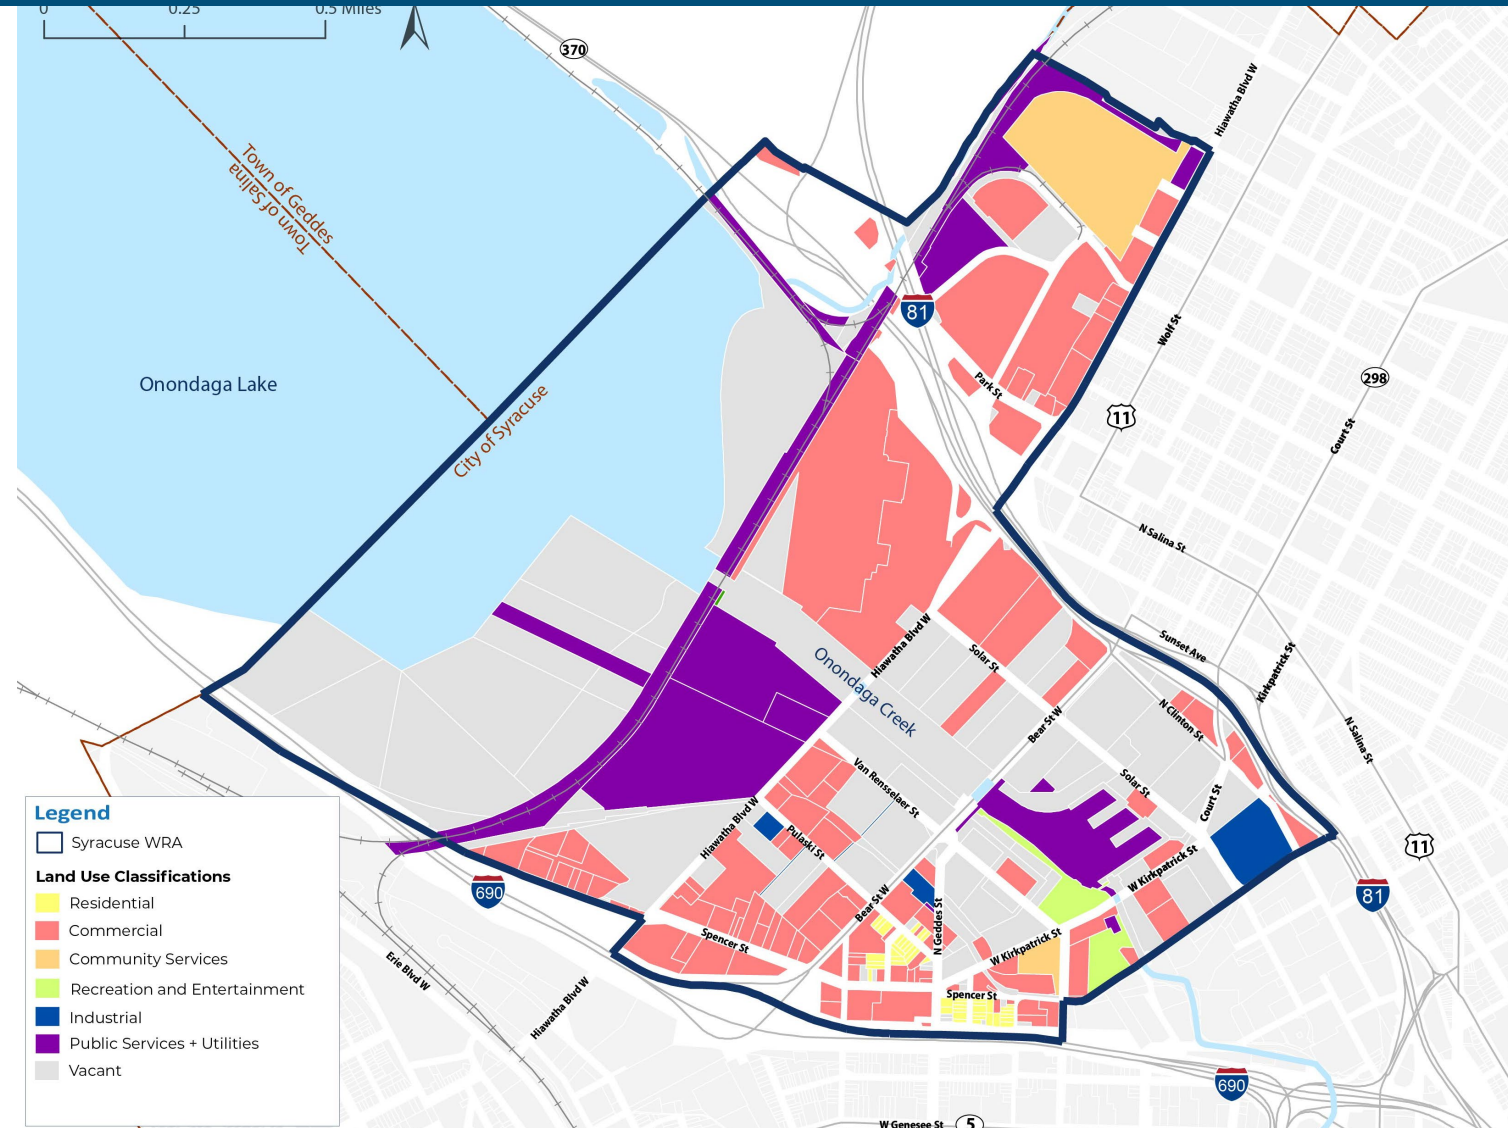 0 0.25 0.5 Miles
370
Hiawatha Blvd W
Town of Geddes
Town of Salina
81
Wolf St
298
Onondaga Lake
Park St
11
City of Syracuse
Court St
N Salina St
Hiawatha Blvd W
Sunset Ave
Solar St
Onondaga Creek
Kirkpatrick St
N Clinton St
Bear St W
N Salina St
Van Rensselaer St
Solar St
Court St
Legend
Syracuse WRA
Land Use Classifications
Residential
Commercial
Community Services
Recreation and Entertainment
Industrial
Public Services + Utilities
Vacant
Hiawatha Blvd W
Pulaski St
11
W Kirkpatrick St
690
81
Bear St W
N Geddes St
Spencer St
W Kirkpatrick St
Erie Blvd W
Spencer St
Hiawatha Blvd W
690
W Genesee St
5